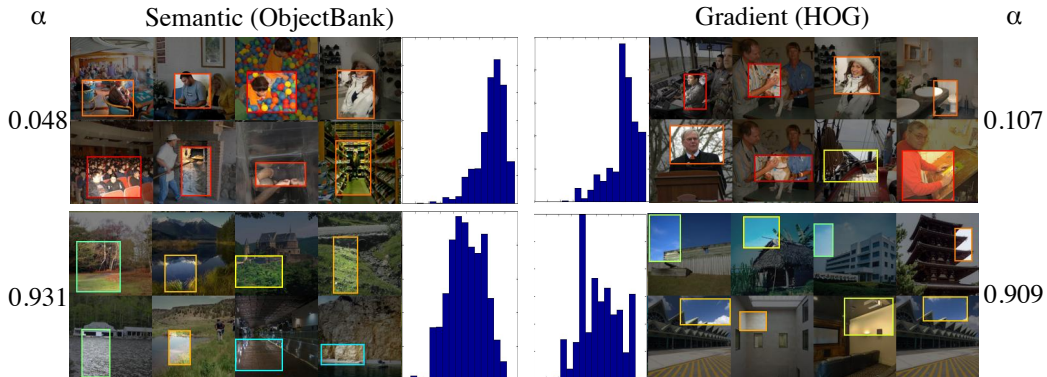 α Semantic (ObjectBank) Gradient (HOG) α
0.048 0.107
0.931 0.909